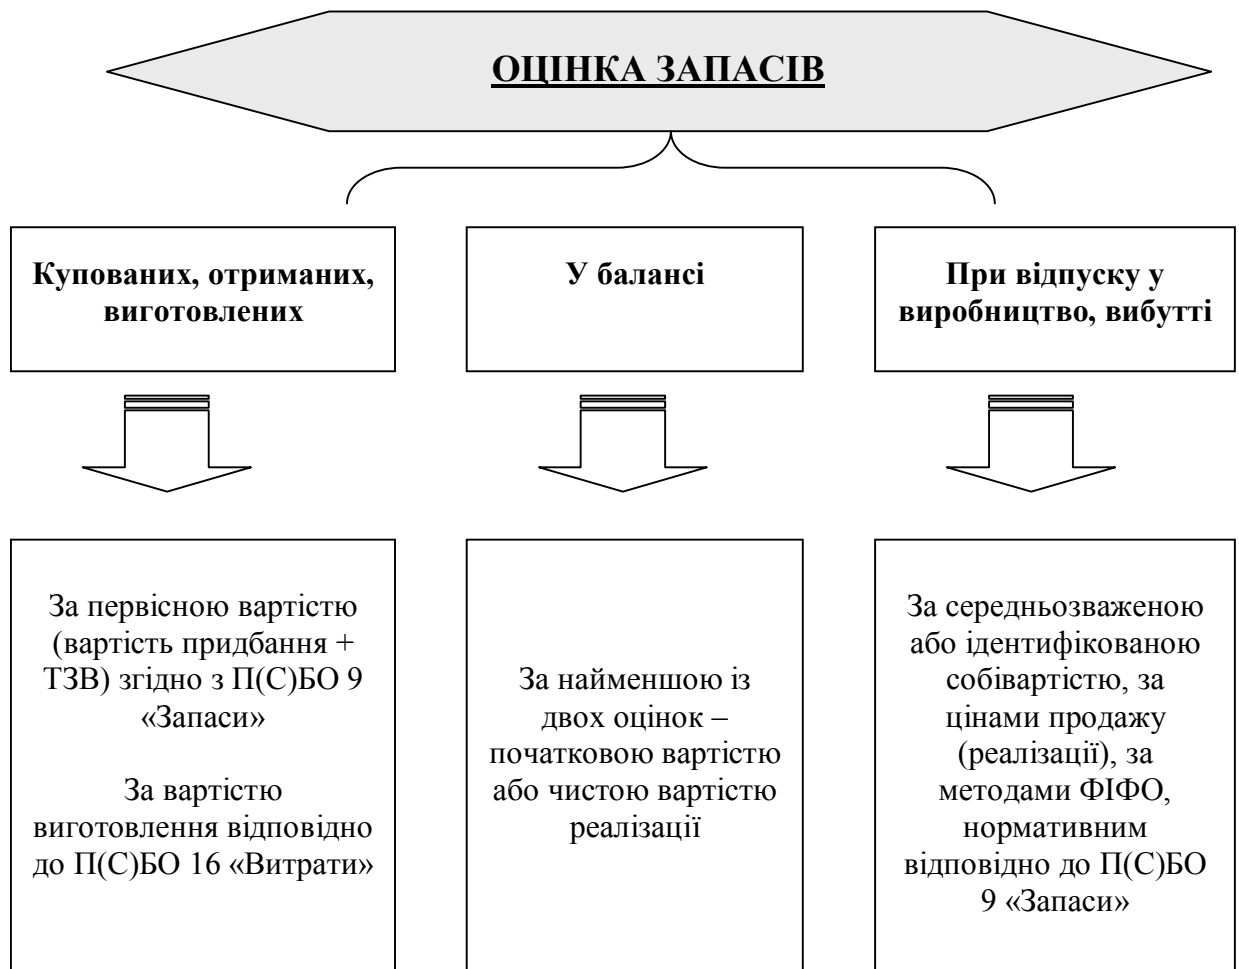 ОЦІНКА ЗАПАСІВ
Купованих, отриманих,
виготовлених
У балансі
При відпуску у
виробництво, вибутті
За первісною вартістю
(вартість придбання +
ТЗВ) згідно з П(С)БО 9
«Запаси»
За вартістю
виготовлення відповідно
до П(С)БО 16 «Витрати»
За найменшою із
двох оцінок –
початковою вартістю
або чистою вартістю
реалізації
За середньозваженою
або ідентифікованою
собівартістю, за
цінами продажу
(реалізації), за
методами ФІФО,
нормативним
відповідно до П(С)БО
9 «Запаси»